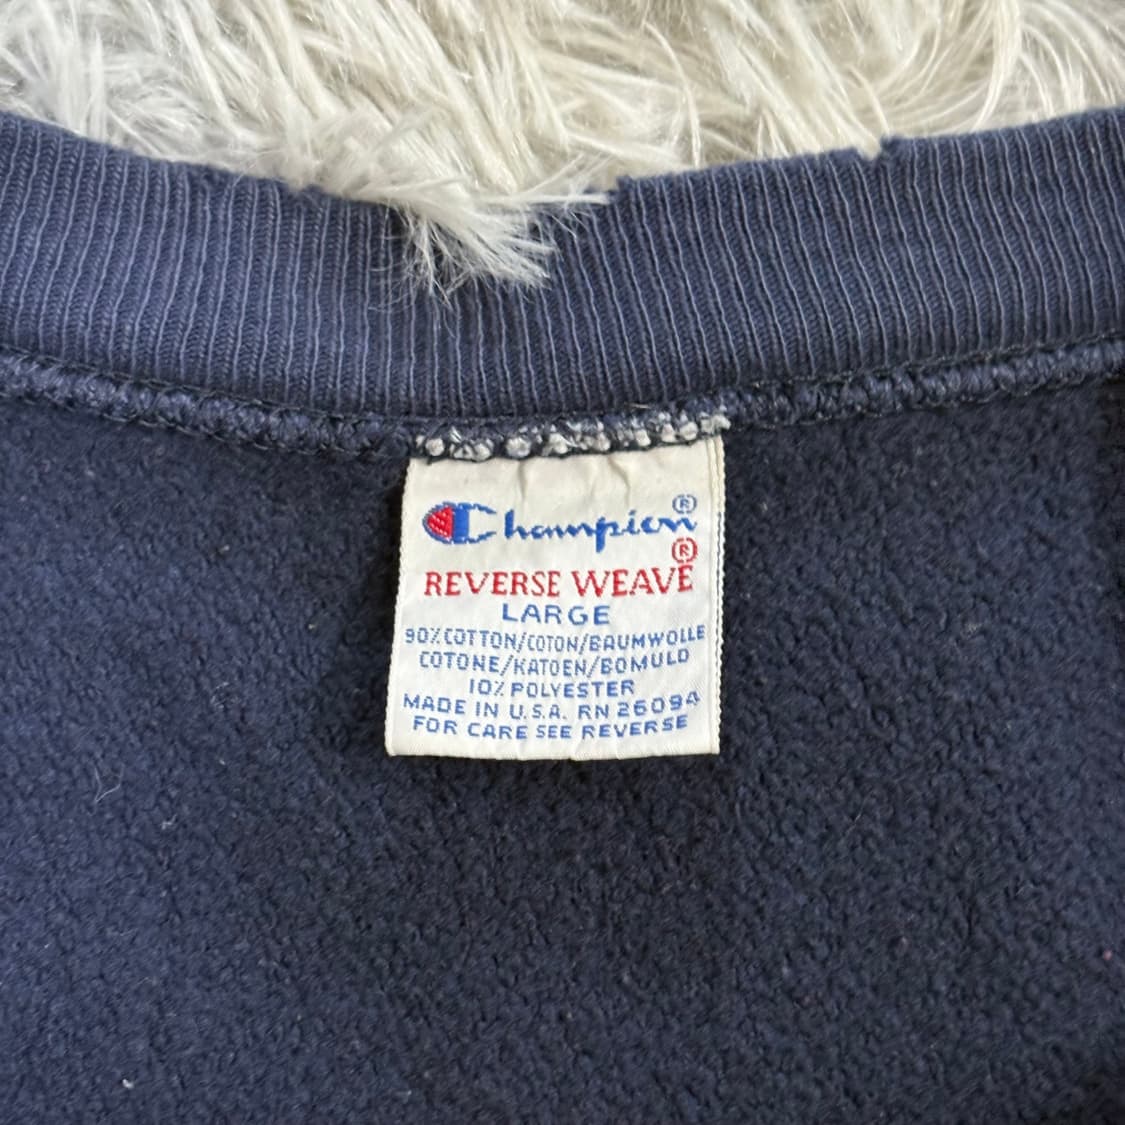 Champion®
REVERSE WEAVE®
LARGE
90% COTTON/COTON/BAUMWOLLE
COTONE/KATOEN/BOMULD
10% POLYESTER
MADE IN U.S.A. RN 26094
FOR CARE SEE REVERSE